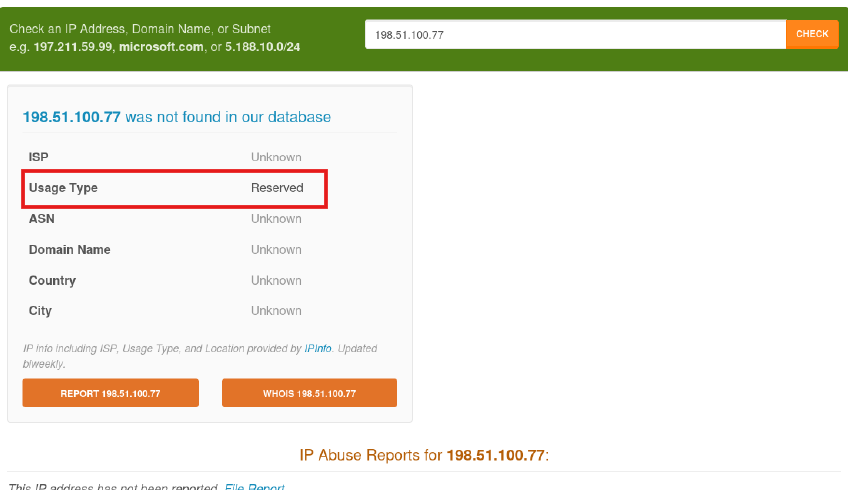 Check an IP Address, Domain Name, or Subnet
e.g. 197.211.59.99, microsoft.com, or 5.188.10.0/24
198.51.100.77
CHECK
198.51.100.77 was not found in our database
ISP Unknown
Usage Type Reserved
ASN Unknown
Domain Name Unknown
Country Unknown
City Unknown
IP info including ISP, Usage Type, and Location provided by IPInfo. Updated
biweekly.
REPORT 198.51.100.77
WHOIS 198.51.100.77
IP Abuse Reports for 198.51.100.77:
This IP address has not been reported. File Report